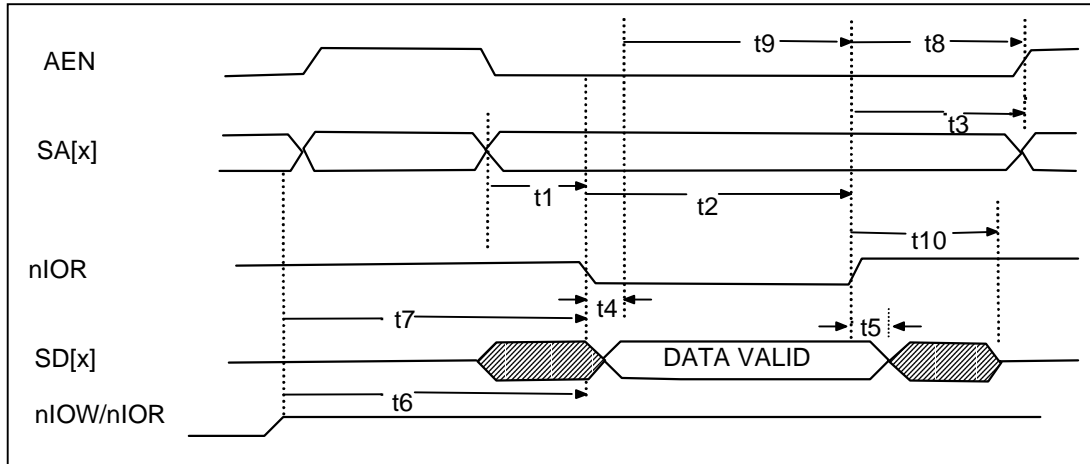 AEN
t9
t8
t3
SA[x]
t1
t2
t10
nIOR
t4
t7
t5
SD[x]
DATA VALID
t6
nIOW/nIOR